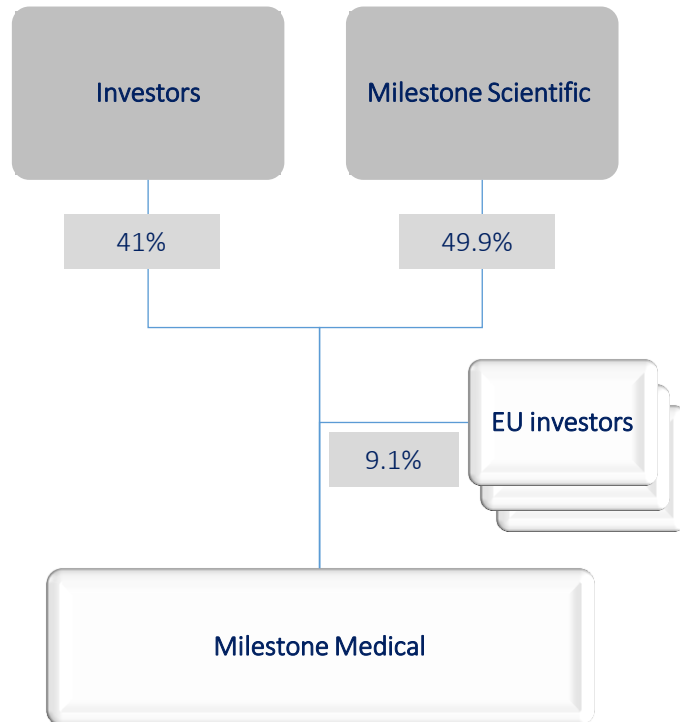 Investors
Milestone Scientific
41%
49.9%
EU investors
9.1%
Milestone Medical